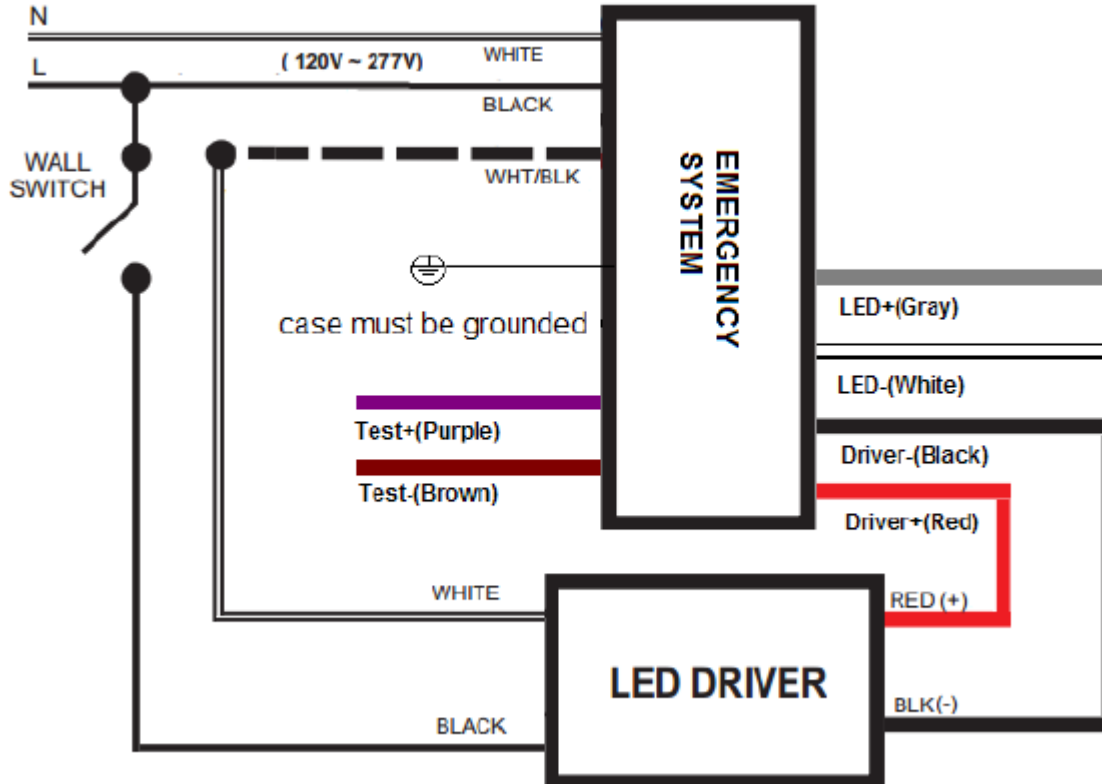 N
WHITE
( 120V ~ 277V)
L
BLACK
WALL
SWITCH
WHT/BLK
EMERGENCY
SYSTEM
case must be grounded
LED+(Gray)
LED-(White)
Test+(Purple)
Driver-(Black)
Test-(Brown)
Driver+(Red)
WHITE
RED (+)
LED DRIVER
BLK(-)
BLACK